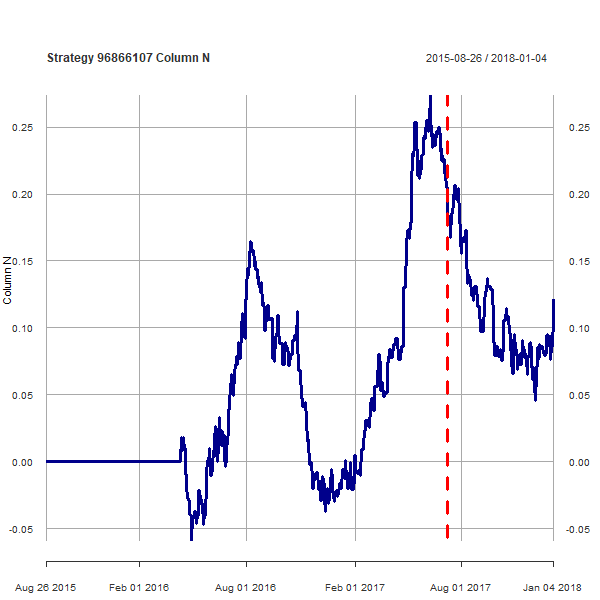 Strategy 96866107 Column N
2015-08-26 / 2018-01-04
0.25
0.25
0.20
0.20
0.15
0.15
Column N
0.10
0.10
0.05
0.05
0.00
0.00
-0.05
-0.05
Aug 26 2015
Feb 01 2016
Aug 01 2016
Feb 01 2017
Aug 01 2017
Jan 04 2018